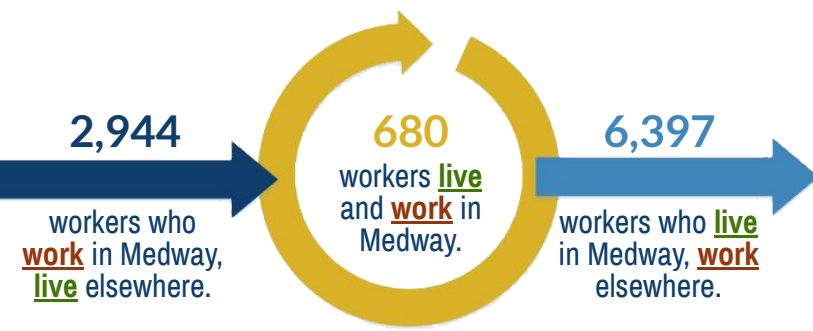 2,944
workers who
work in Medway,
live elsewhere.
680
workers live
and work in
Medway.
6,397
workers who live
in Medway, work
elsewhere.